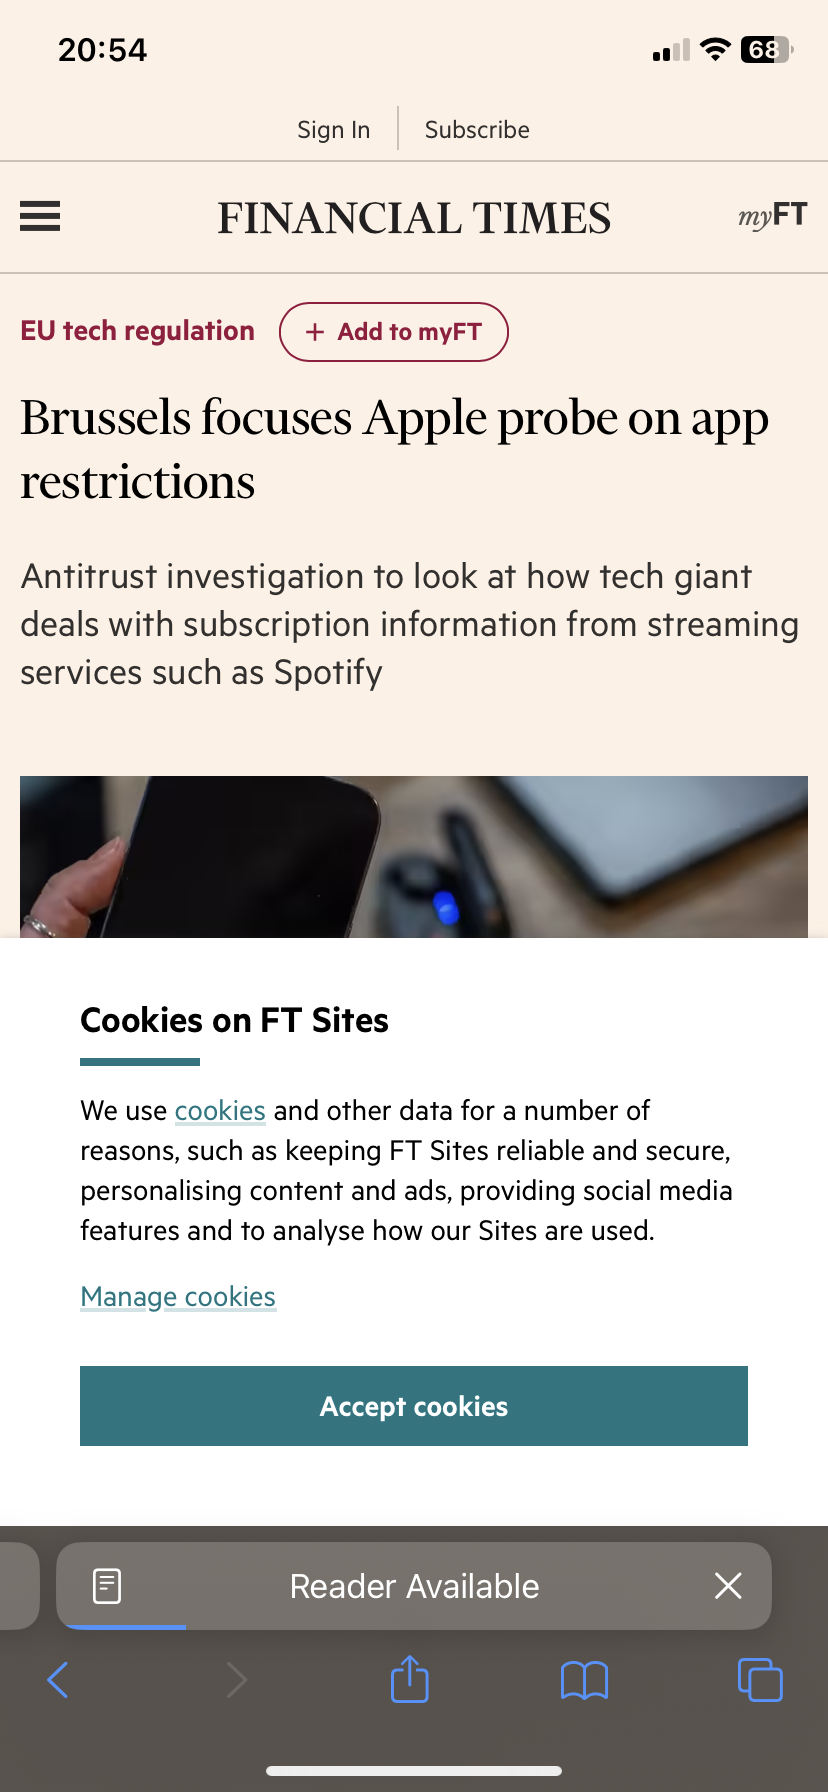 20:54
68
Sign In
Subscribe
FINANCIAL TIMES
myFT
EU tech regulation
+ Add to myFT
Brussels focuses Apple probe on app
restrictions
Antitrust investigation to look at how tech giant
deals with subscription information from streaming
services such as Spotify
Cookies on FT Sites
We use cookies and other data for a number of
reasons, such as keeping FT Sites reliable and secure,
personalising content and ads, providing social media
features and to analyse how our Sites are used.
Manage cookies
Accept cookies
Reader Available